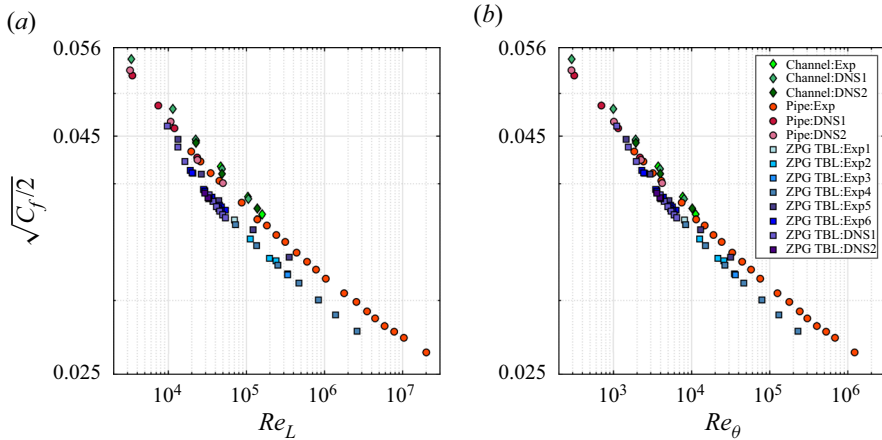 (a)
(b)
0.056
0.045
0.025
√C_f/2
10^4
10^5
10^6
10^7
Re_L
0.056
0.045
0.025
10^3
10^4
10^5
10^6
Re_θ
Channel:Exp
Channel:DNS1
Channel:DNS2
Pipe:Exp
Pipe:DNS1
Pipe:DNS2
ZPG TBL:Exp1
ZPG TBL:Exp2
ZPG TBL:Exp3
ZPG TBL:Exp4
ZPG TBL:Exp5
ZPG TBL:Exp6
ZPG TBL:DNS1
ZPG TBL:DNS2